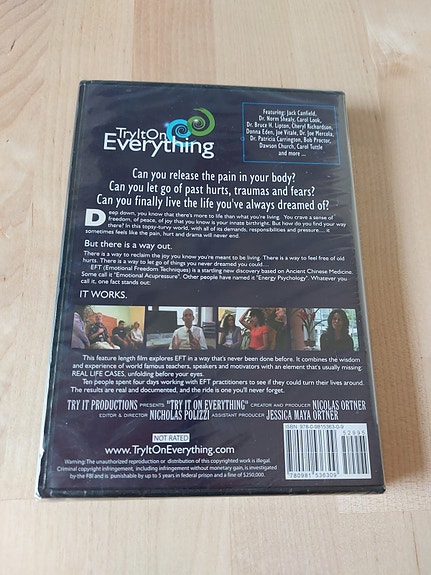 TryItOn
Everything
Featuring: Jack Canfield,
Dr. Norm Shealy, Carol Look,
Dr. Bruce H. Lipton, Cheryl Richardson,
Donna Eden, Joe Vitale, Dr. Joe Mercola,
Dr. Patricia Carrington, Bob Proctor,
Dawson Church, Carol Tuttle
and more ...
Can you release the pain in your body?
Can you let go of past hurts, traumas and fears?
Can you finally live the life you've always dreamed of?
Deep down, you know that there's more to life than what you're living. You crave a sense of
freedom, of peace, of joy that you know is your innate birthright. But how do you find your way
there? In this topsy-turvy world, with all of its demands, responsibilities and pressure.... it
sometimes feels like the pain, hurt and drama will never end.
But there is a way out.
There is a way to reclaim the joy you know you're meant to be living. There is a way to feel free of old
hurts. There is a way to let go of things you never dreamed you could....
EFT (Emotional Freedom Techniques) is a startling new discovery based on Ancient Chinese Medicine.
Some call it "Emotional Acupressure". Other people have named it "Energy Psychology". Whatever you
call it, one fact stands out:
IT WORKS.
This feature length film explores EFT in a way that's never been done before. It combines the wisdom
and experience of world famous teachers, speakers and motivators with an element that's usually missing:
REAL LIFE CASES, unfolding before your eyes.
Ten people spent four days working with EFT practitioners to see if they could turn their lives around.
The results are real and documented, and the ride is one you'll never forget.
TRY IT PRODUCTIONS PRESENTS "TRY IT ON EVERYTHING" CREATOR AND PRODUCER NICOLAS ORTNER
EDITOR & DIRECTOR NICHOLAS POLIZZI ASSISTANT PRODUCER JESSICA MAYA ORTNER
NOT RATED
www.TryItOnEverything.com
Warning: The unauthorized reproduction or distribution of this copyrighted work is illegal.
Criminal copyright infringement, including infringement without monetary gain, is investigated
by the FBI and is punishable by up to 5 years in federal prison and a fine of $250,000.
ISBN 978-0-9815363-0-9
52995
9780981536309